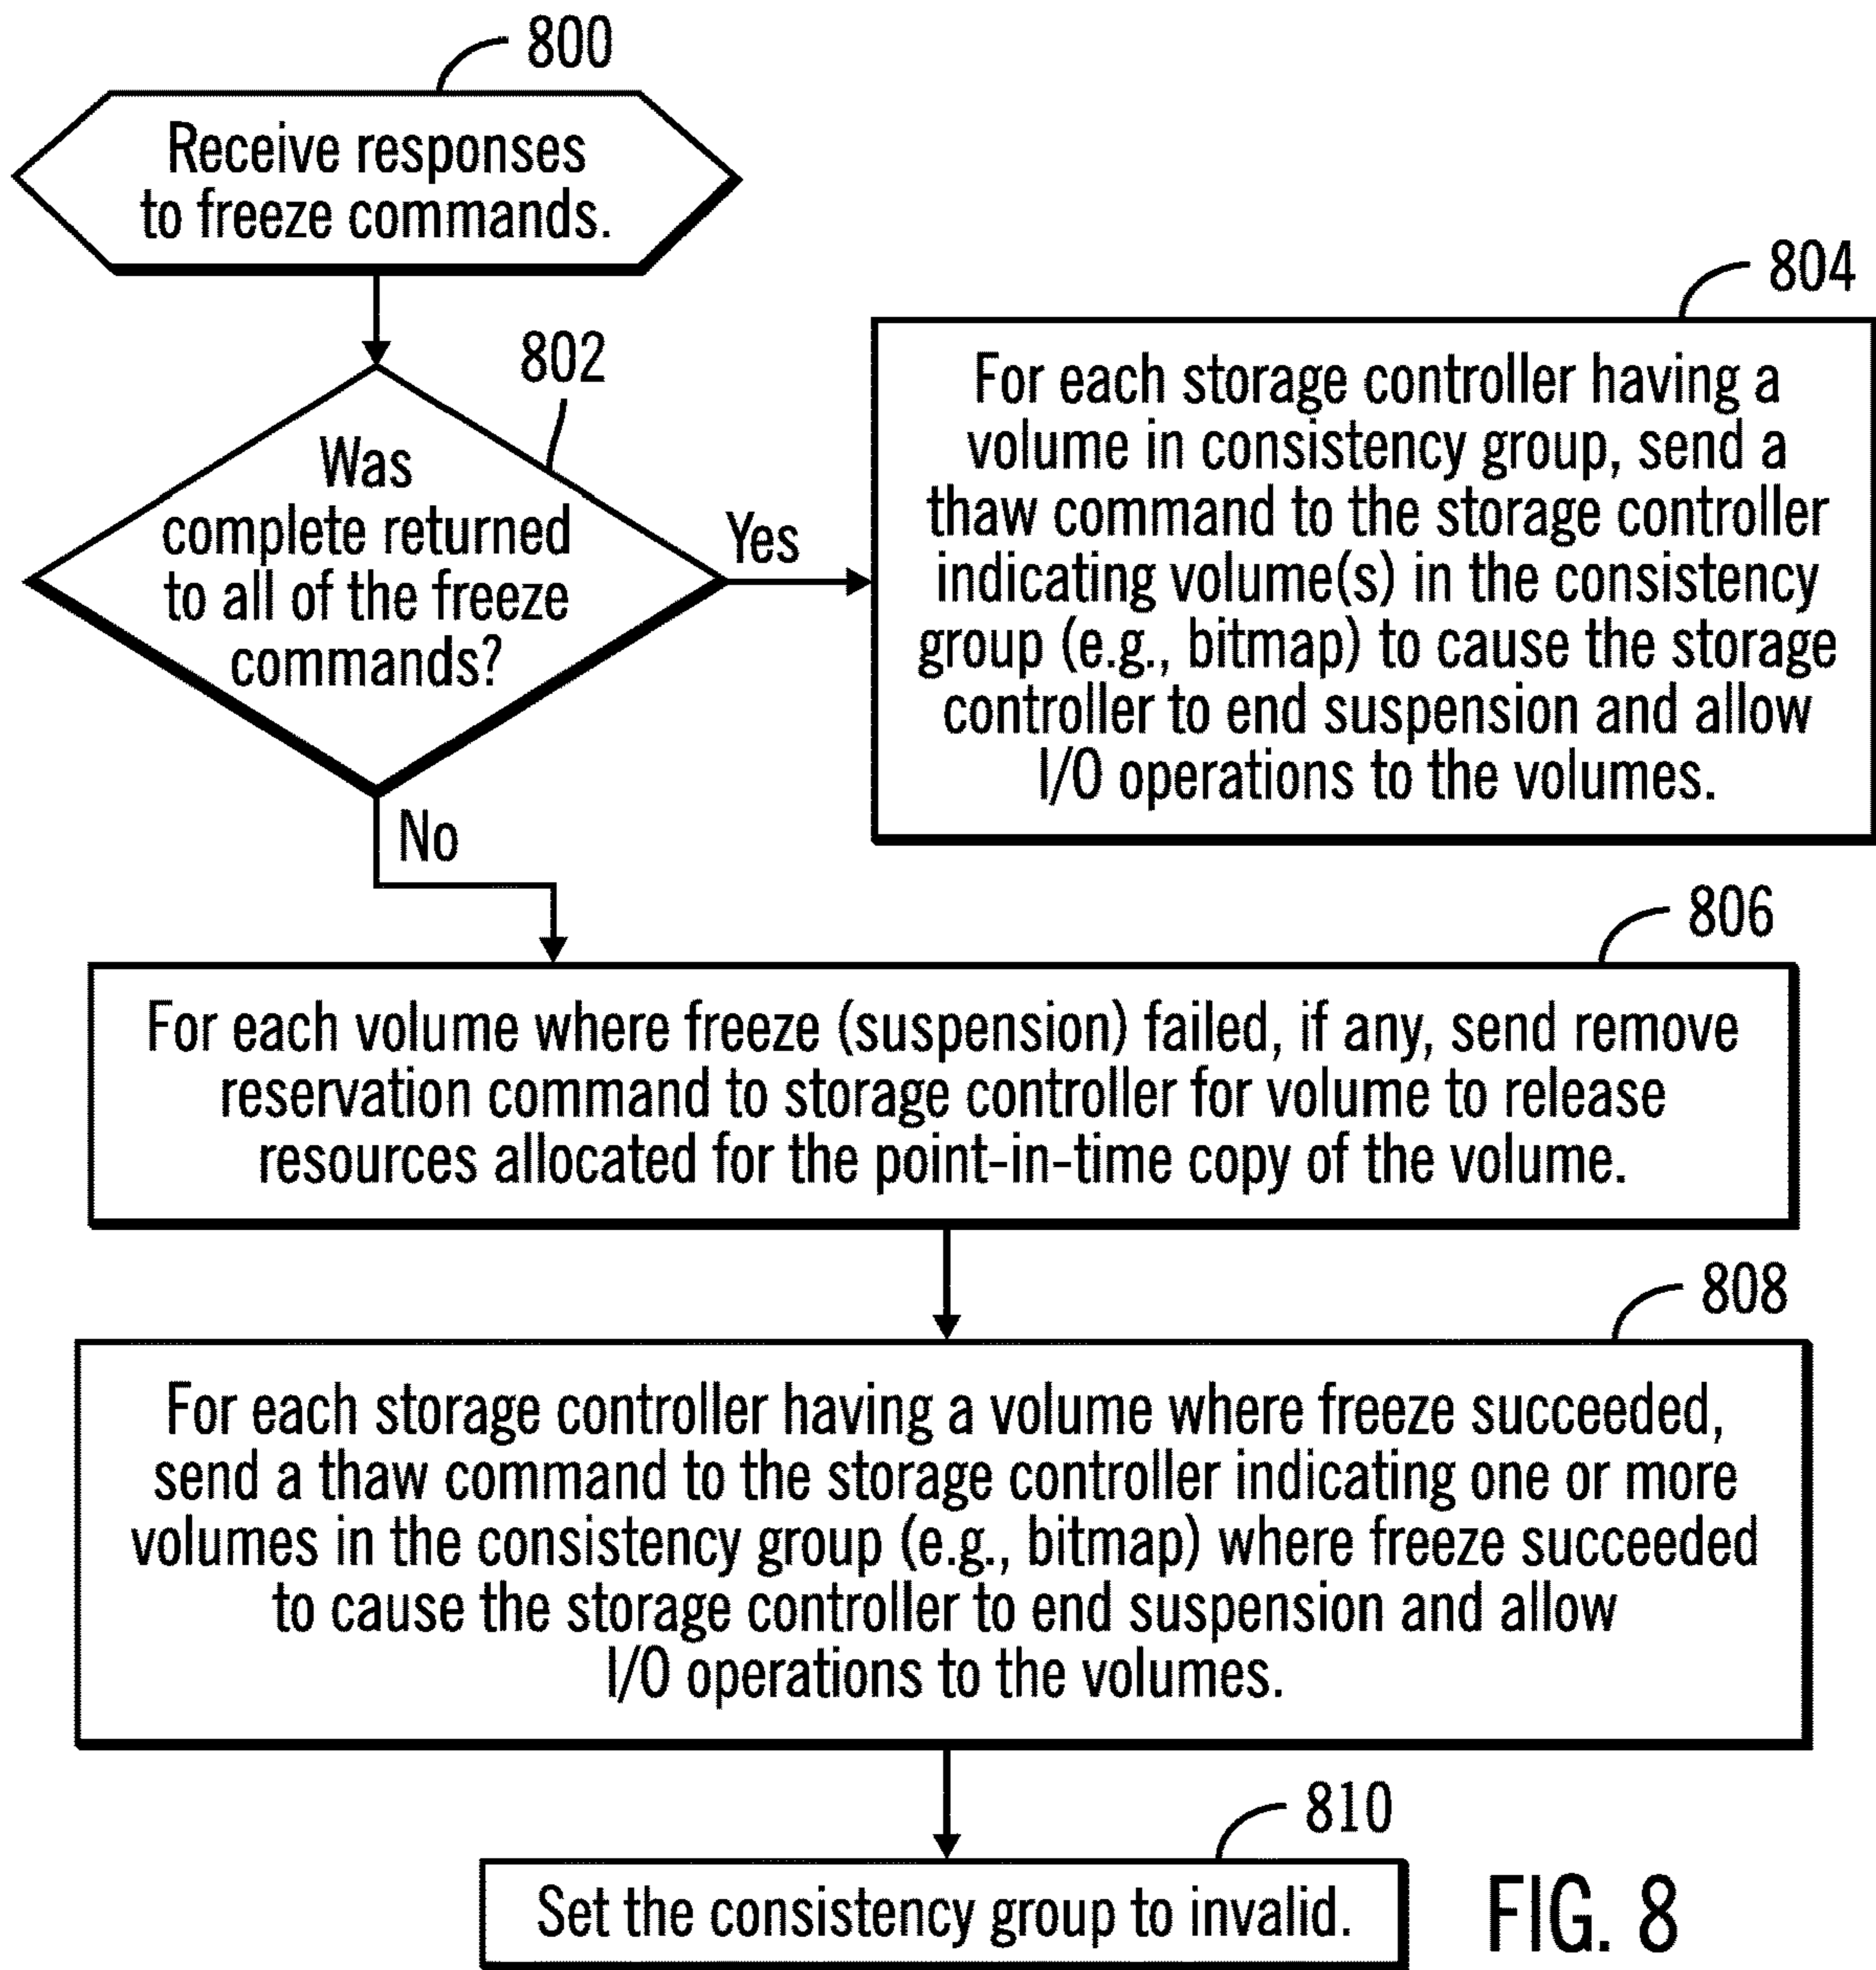 800
Receive responses
to freeze commands.
802
Was
complete returned
to all of the freeze
commands?
Yes
No
804
For each storage controller having a
volume in consistency group, send a
thaw command to the storage controller
indicating volume(s) in the consistency
group (e.g., bitmap) to cause the storage
controller to end suspension and allow
I/O operations to the volumes.
806
For each volume where freeze (suspension) failed, if any, send remove
reservation command to storage controller for volume to release
resources allocated for the point-in-time copy of the volume.
808
For each storage controller having a volume where freeze succeeded,
send a thaw command to the storage controller indicating one or more
volumes in the consistency group (e.g., bitmap) where freeze succeeded
to cause the storage controller to end suspension and allow
I/O operations to the volumes.
810
Set the consistency group to invalid.
FIG. 8